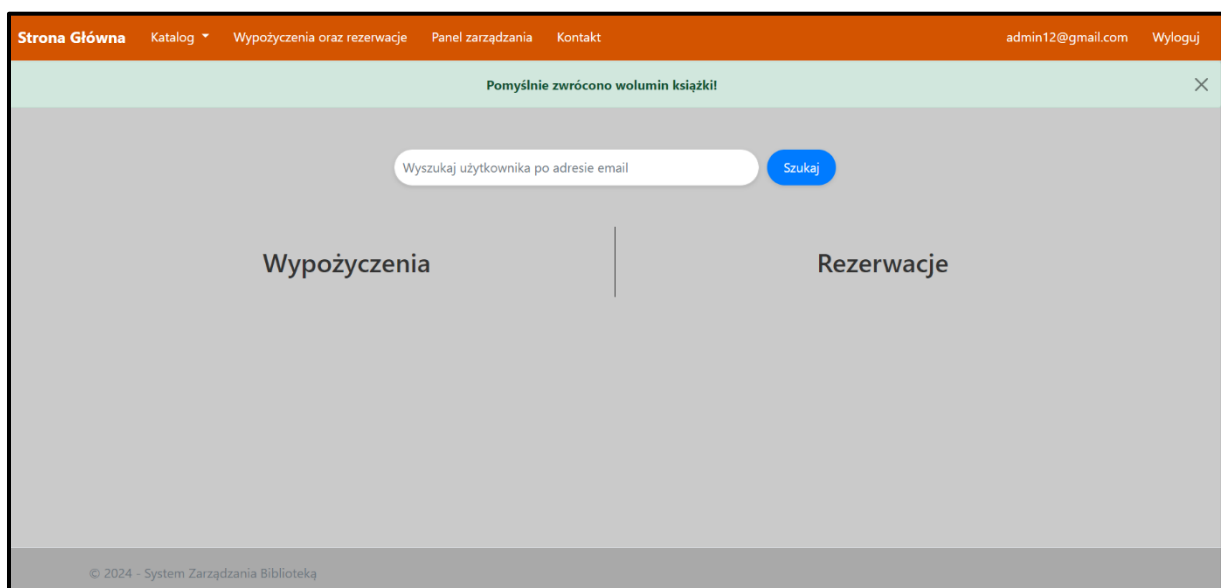 Strona Główna Katalog Wypożyczenia oraz rezerwacje Panel zarządzania Kontakt admin12@gmail.com Wyloguj
Pomyślnie zwrócono wolumin książki!
Wyszukaj użytkownika po adresie email Szukaj
Wypożyczenia Rezerwacje
© 2024 - System Zarządzania Biblioteką